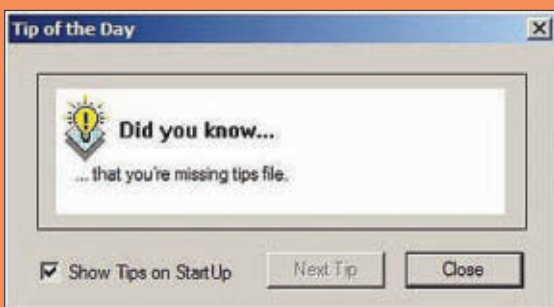 Tip of the Day
Did you know...
... that you're missing tips file.
Show Tips on StartUp
Next Tip
Close